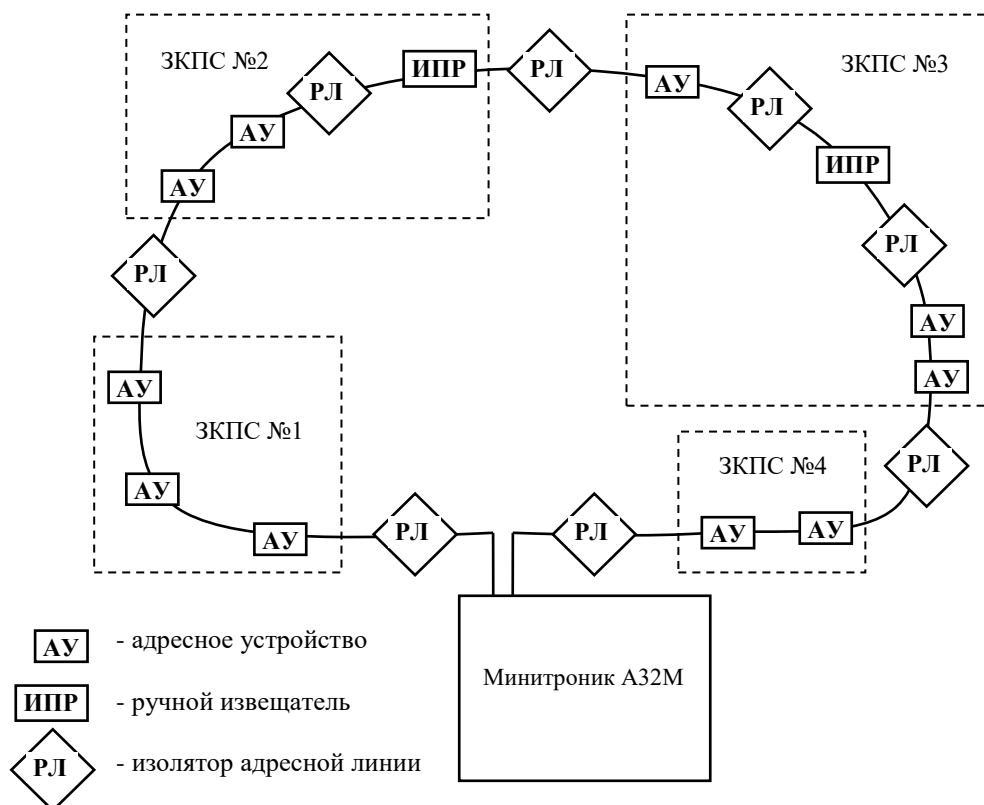 ЗКПС №2
ИПР
РЛ
ЗКПС №3
РЛ
АУ
РЛ
АУ
ИПР
АУ
РЛ
РЛ
АУ
АУ
АУ
ЗКПС №1
ЗКПС №4
РЛ
АУ
РЛ
РЛ
АУ
АУ
АУ
АУ - адресное устройство
Минитроник А32М
ИПР - ручной извещатель
РЛ - изолятор адресной линии